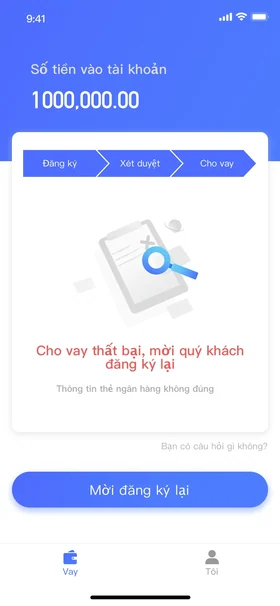 9:41
Số tiền vào tài khoản
1000,000.00
Đăng ký
Xét duyệt
Cho vay
Cho vay thất bại, mời quý khách
đăng ký lại
Thông tin thẻ ngân hàng không đúng
Bạn có câu hỏi gì không?
Mời đăng ký lại
Vay
Tôi